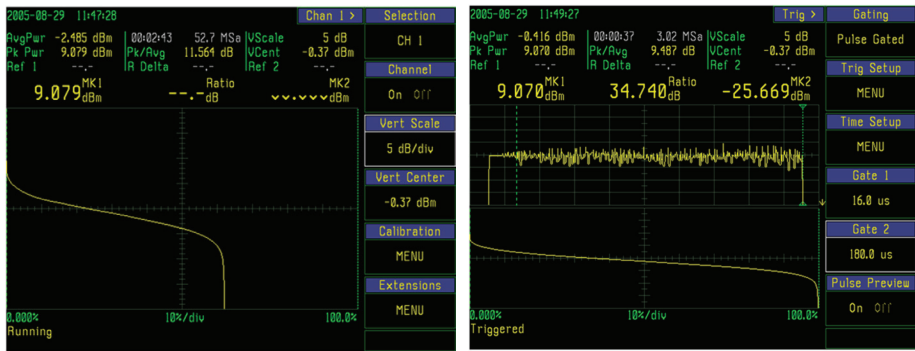 2005-08-29 11:47:28 Chan 1 > Selection
AvgPwr -2.485 dBm 00:02:43 52.7 MSa VScale 5 dB CH 1
Pk Pwr 9.079 dBm Pk/Avg 11.564 dB VCent -0.37 dBm
Ref 1 --.- R Delta --.- Ref 2 --.-
Channel
MK1 Ratio MK2
9.079 dBm --.- dB dBm On Off
Vert Scale
5 dB/div
Vert Center
-0.37 dBm
Calibration
MENU
Extensions
MENU
0.000% 10%/div 100.0%
Running
2005-08-29 11:49:27 Trig > Gating
AvgPwr -0.416 dBm 00:00:37 3.02 MSa VScale 5 dB Pulse Gated
Pk Pwr 9.070 dBm Pk/Avg 9.487 dB VCent -0.37 dBm
Ref 1 --.- R Delta --.- Ref 2 --.-
Trig Setup
MK1 Ratio MK2
9.070 dBm 34.740 dB -25.669 dBm MENU
Time Setup
MENU
Gate 1
16.0 us
Gate 2
180.0 us
Pulse Preview
On Off
0.000% 10%/div 100.0%
Triggered